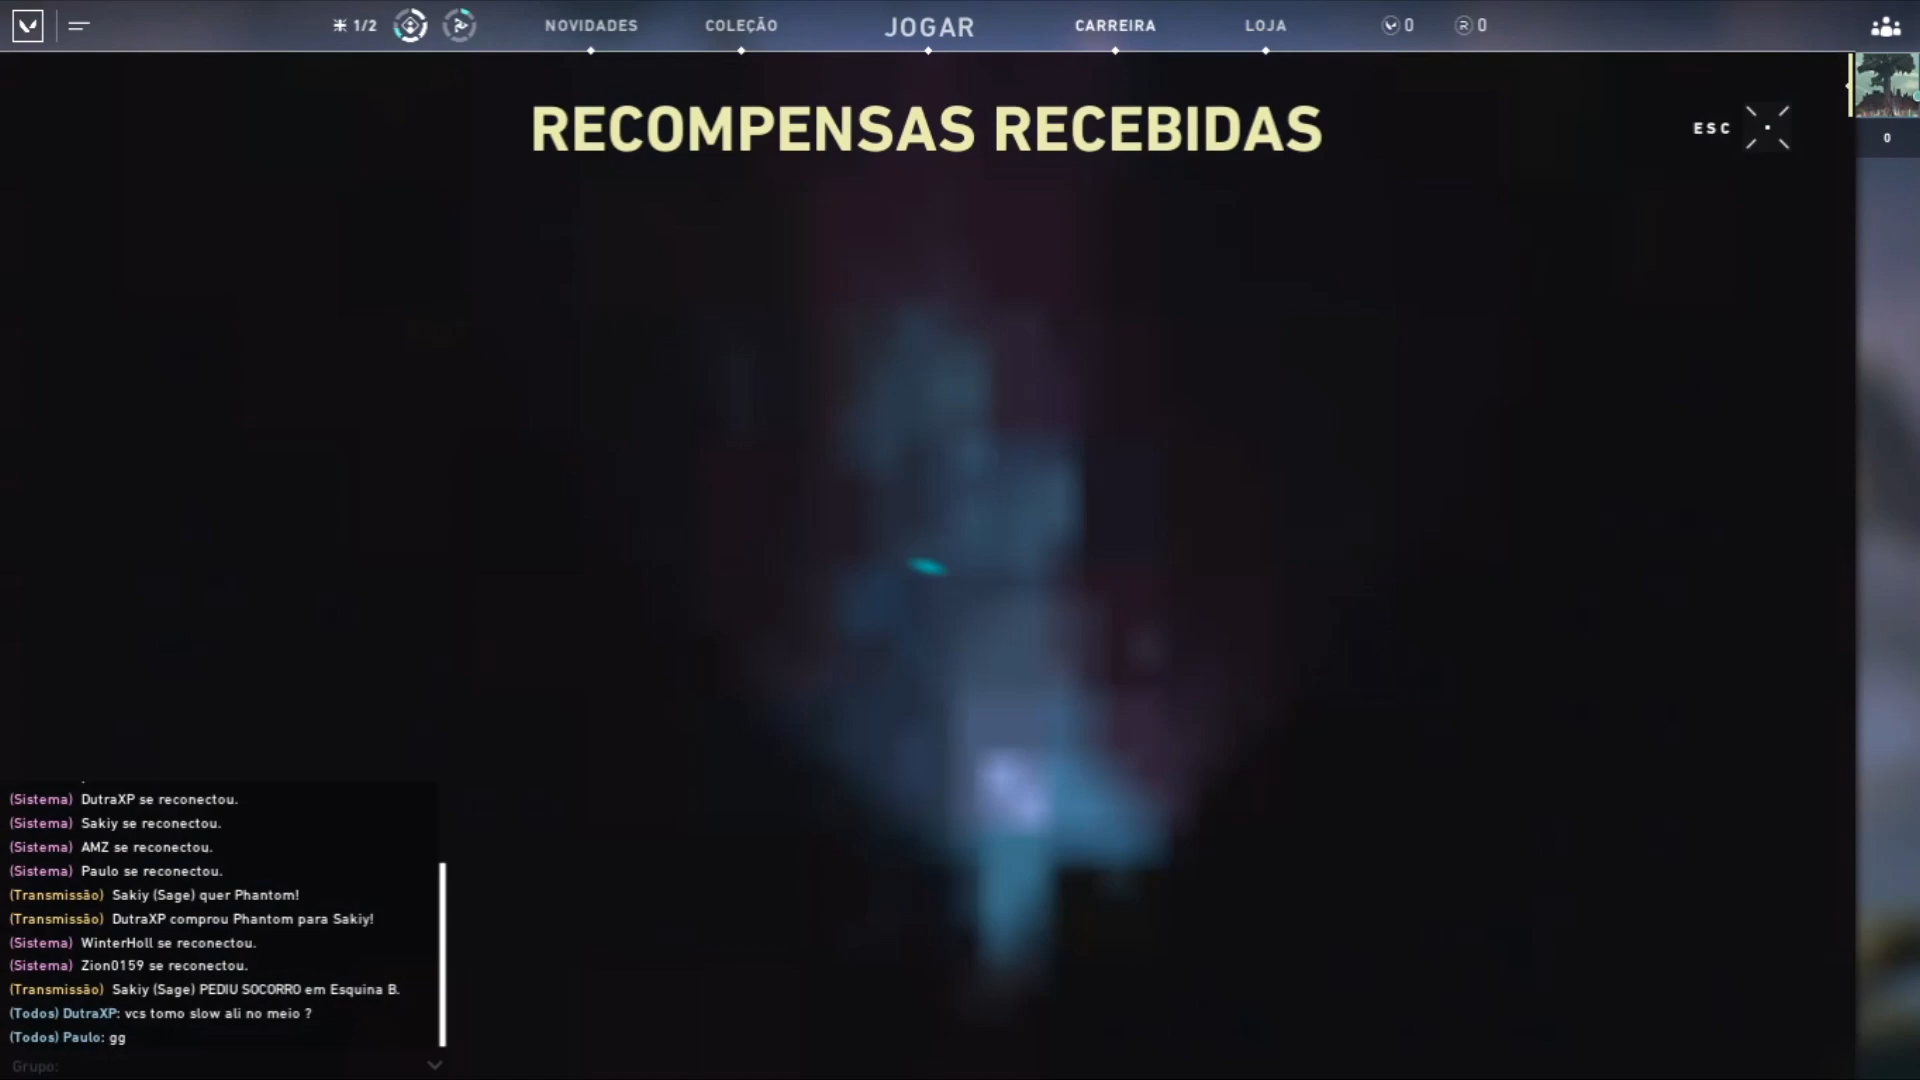 1/2
NOVIDADES
COLEÇÃO
JOGAR
CARREIRA
LOJA
0
0
RECOMPENSAS RECEBIDAS
ESC
0
(Sistema) DutraXP se reconectou.
(Sistema) Sakiy se reconectou.
(Sistema) AMZ se reconectou.
(Sistema) Paulo se reconectou.
(Transmissão) Sakiy (Sage) quer Phantom!
(Transmissão) DutraXP comprou Phantom para Sakiy!
(Sistema) WinterHoll se reconectou.
(Sistema) Zion0159 se reconectou.
(Transmissão) Sakiy (Sage) PEDIU SOCORRO em Esquina B.
(Todos) DutraXP: vcs tomo slow ali no meio ?
(Todos) Paulo: gg
Grupo: